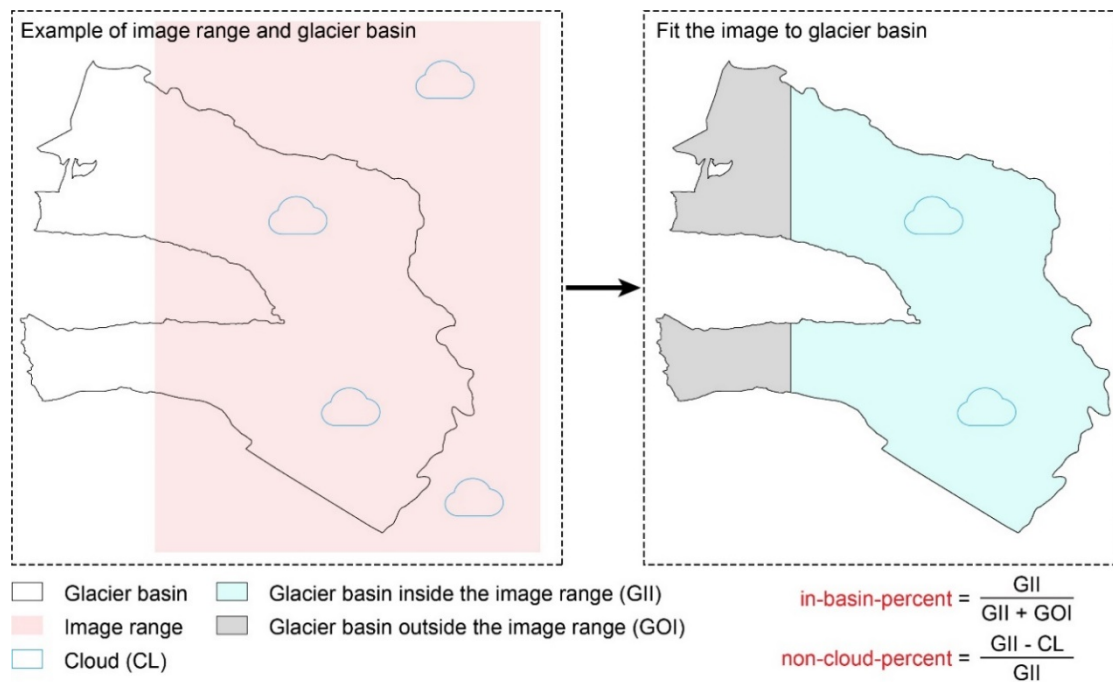 Example of image range and glacier basin
Fit the image to glacier basin
Glacier basin
Glacier basin inside the image range (GII)
Image range
Glacier basin outside the image range (GOI)
Cloud (CL)
in-basin-percent = GII / GII + GOI
non-cloud-percent = GII - CL / GII